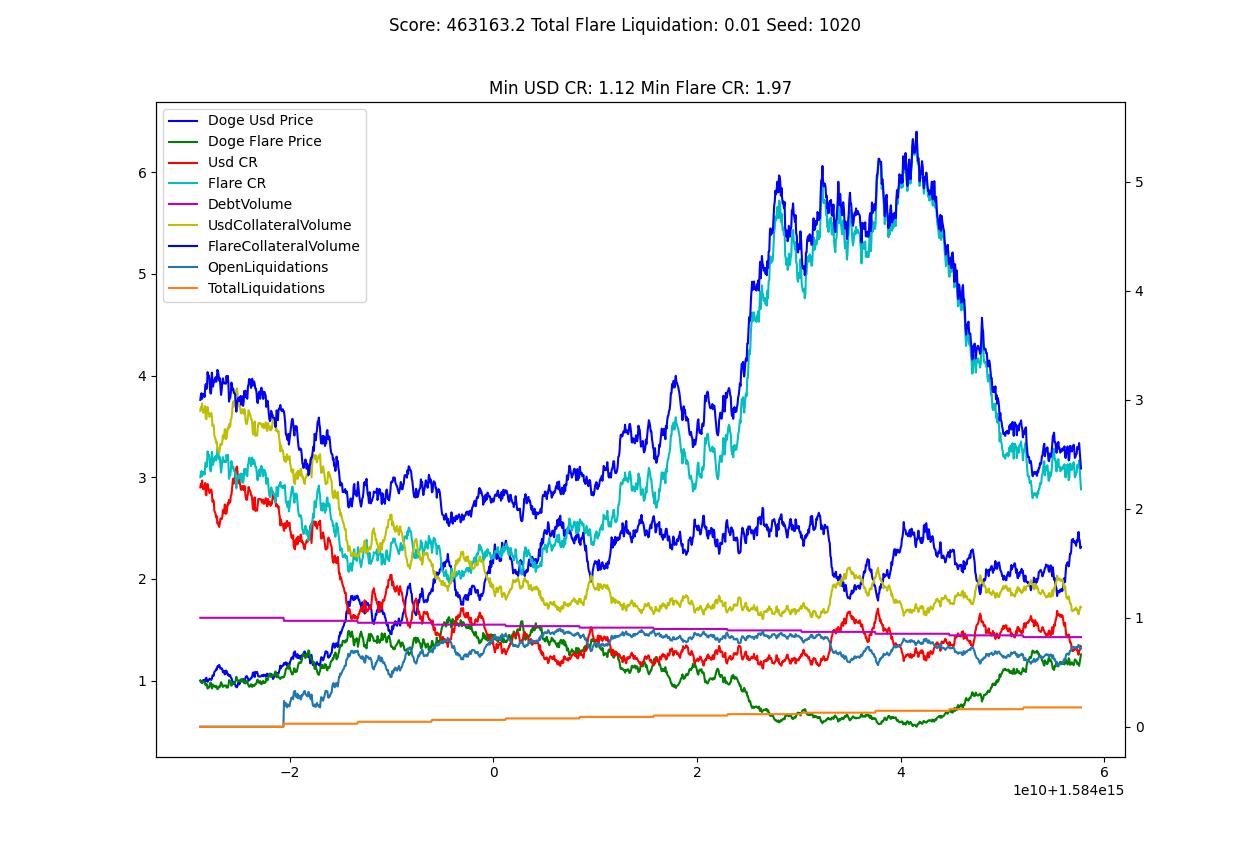 Score: 463163.2 Total Flare Liquidation: 0.01 Seed: 1020
Min USD CR: 1.12 Min Flare CR: 1.97
Doge Usd Price
Doge Flare Price
Usd CR
Flare CR
DebtVolume
UsdCollateralVolume
FlareCollateralVolume
OpenLiquidations
TotalLiquidations
6
5
4
3
2
1
5
4
3
2
1
0
−2
0
2
4
6
1e10+1.584e15